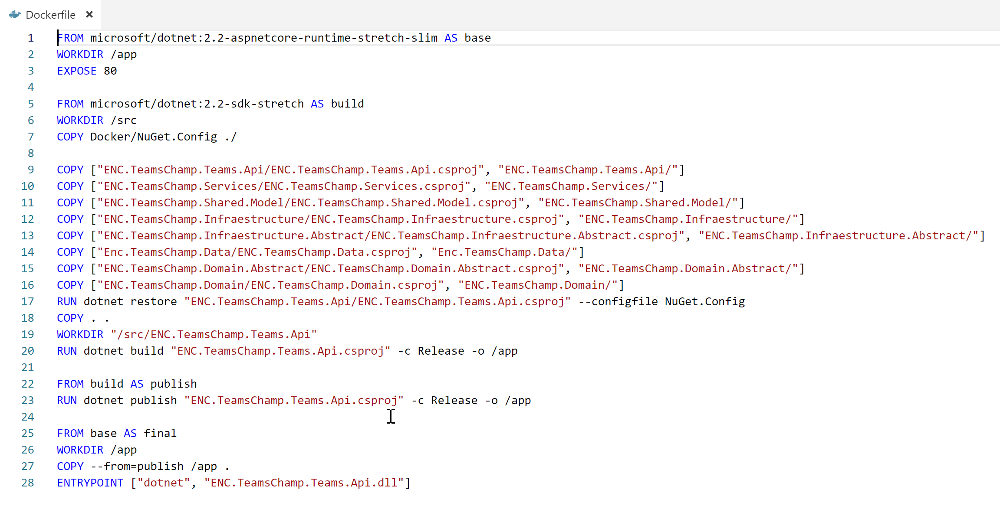 Dockerfile ×
1 FROM microsoft/dotnet:2.2-aspnetcore-runtime-stretch-slim AS base
2 WORKDIR /app
3 EXPOSE 80
4
5 FROM microsoft/dotnet:2.2-sdk-stretch AS build
6 WORKDIR /src
7 COPY Docker/NuGet.Config ./
8
9 COPY ["ENC.TeamsChamp.Teams.Api/ENC.TeamsChamp.Teams.Api.csproj", "ENC.TeamsChamp.Teams.Api/"]
10 COPY ["ENC.TeamsChamp.Services/ENC.TeamsChamp.Services.csproj", "ENC.TeamsChamp.Services/"]
11 COPY ["ENC.TeamsChamp.Shared.Model/ENC.TeamsChamp.Shared.Model.csproj", "ENC.TeamsChamp.Shared.Model/"]
12 COPY ["ENC.TeamsChamp.Infraestructure/ENC.TeamsChamp.Infraestructure.csproj", "ENC.TeamsChamp.Infraestructure/"]
13 COPY ["ENC.TeamsChamp.Infraestructure.Abstract/ENC.TeamsChamp.Infraestructure.Abstract.csproj", "ENC.TeamsChamp.Infraestructure.Abstract/"]
14 COPY ["Enc.TeamsChamp.Data/ENC.TeamsChamp.Data.csproj", "Enc.TeamsChamp.Data/"]
15 COPY ["ENC.TeamsChamp.Domain.Abstract/ENC.TeamsChamp.Domain.Abstract.csproj", "ENC.TeamsChamp.Domain.Abstract/"]
16 COPY ["ENC.TeamsChamp.Domain/ENC.TeamsChamp.Domain.csproj", "ENC.TeamsChamp.Domain/"]
17 RUN dotnet restore "ENC.TeamsChamp.Teams.Api/ENC.TeamsChamp.Teams.Api.csproj" --configfile NuGet.Config
18 COPY . .
19 WORKDIR "/src/ENC.TeamsChamp.Teams.Api"
20 RUN dotnet build "ENC.TeamsChamp.Teams.Api.csproj" -c Release -o /app
21
22 FROM build AS publish
23 RUN dotnet publish "ENC.TeamsChamp.Teams.Api.csproj" -c Release -o /app
24
25 FROM base AS final
26 WORKDIR /app
27 COPY --from=publish /app .
28 ENTRYPOINT ["dotnet", "ENC.TeamsChamp.Teams.Api.dll"]